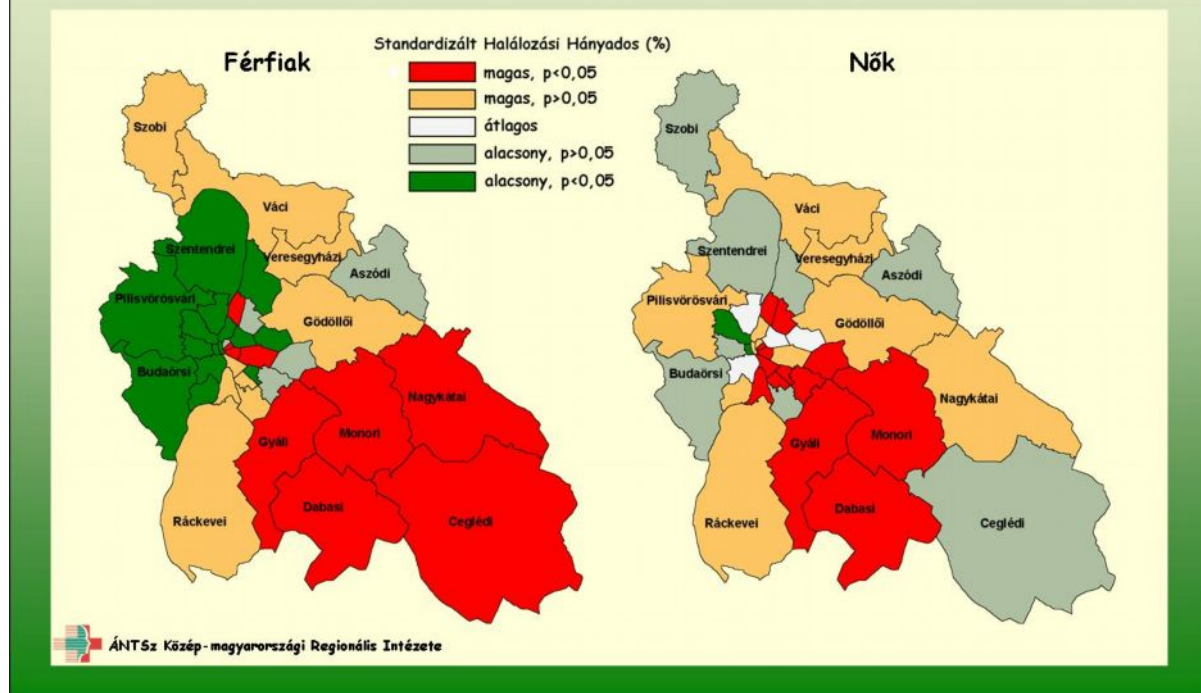 Standardizált Halálozási Hányados (%)
magas, p<0,05
magas, p>0,05
átlagos
alacsony, p>0,05
alacsony, p<0,05
Férfiak
Szobi
Váci
Szentendrei
Veresegyházi
Aszódi
Pilisvörösvári
Gödöllői
Budaörsi
Nagykátai
Gyáli
Monori
Dabasi
Ráckevei
Ceglédi
Nők
Szobi
Váci
Szentendrei
Veresegyházi
Aszódi
Pilisvörösvári
Gödöllői
Budaörsi
Nagykátai
Gyáli
Monori
Dabasi
Ráckevei
Ceglédi
ÁNTSz Közép-magyarországi Regionális Intézete